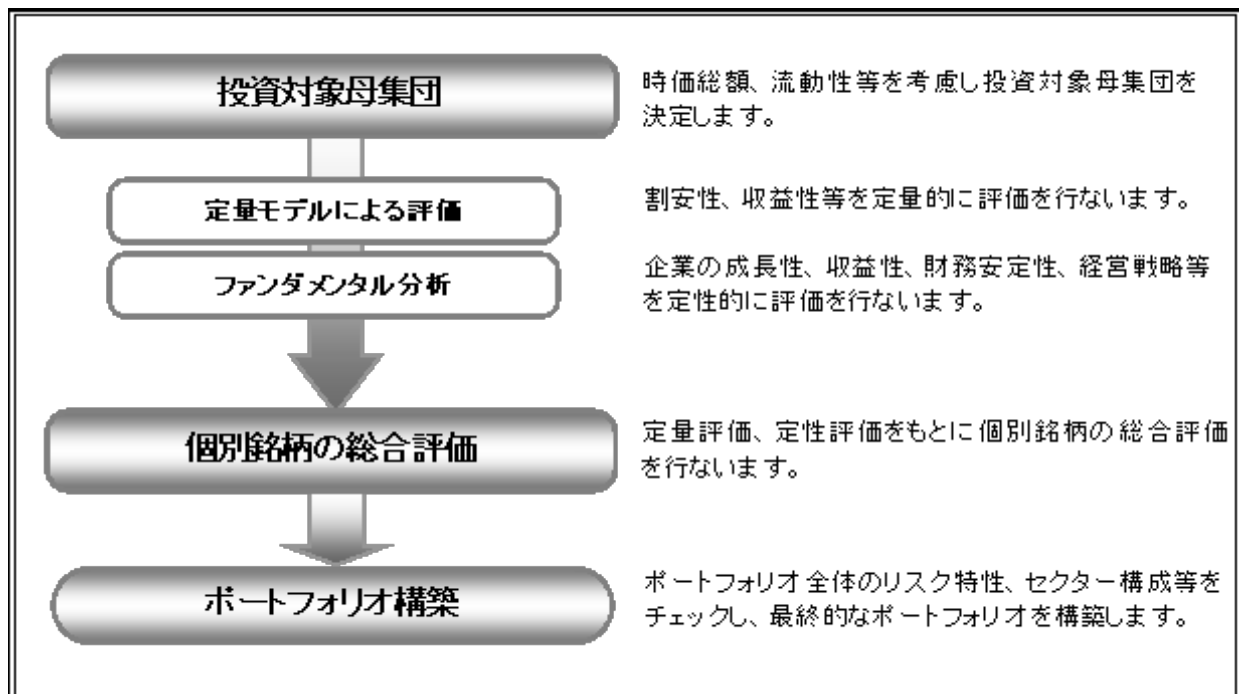 投資対象母集団
時価総額、流動性等を考慮し投資対象母集団を
決定します。
定量モデルによる評価
割安性、収益性等を定量的に評価を行ないます。
ファンダメンタル分析
企業の成長性、収益性、財務安定性、経営戦略等
を定性的に評価を行ないます。
個別銘柄の総合評価
定量評価、定性評価をもとに個別銘柄の総合評価
を行ないます。
ポートフォリオ構築
ポートフォリオ全体のリスク特性、セクター構成等を
チェックし、最終的なポートフォリオを構築します。